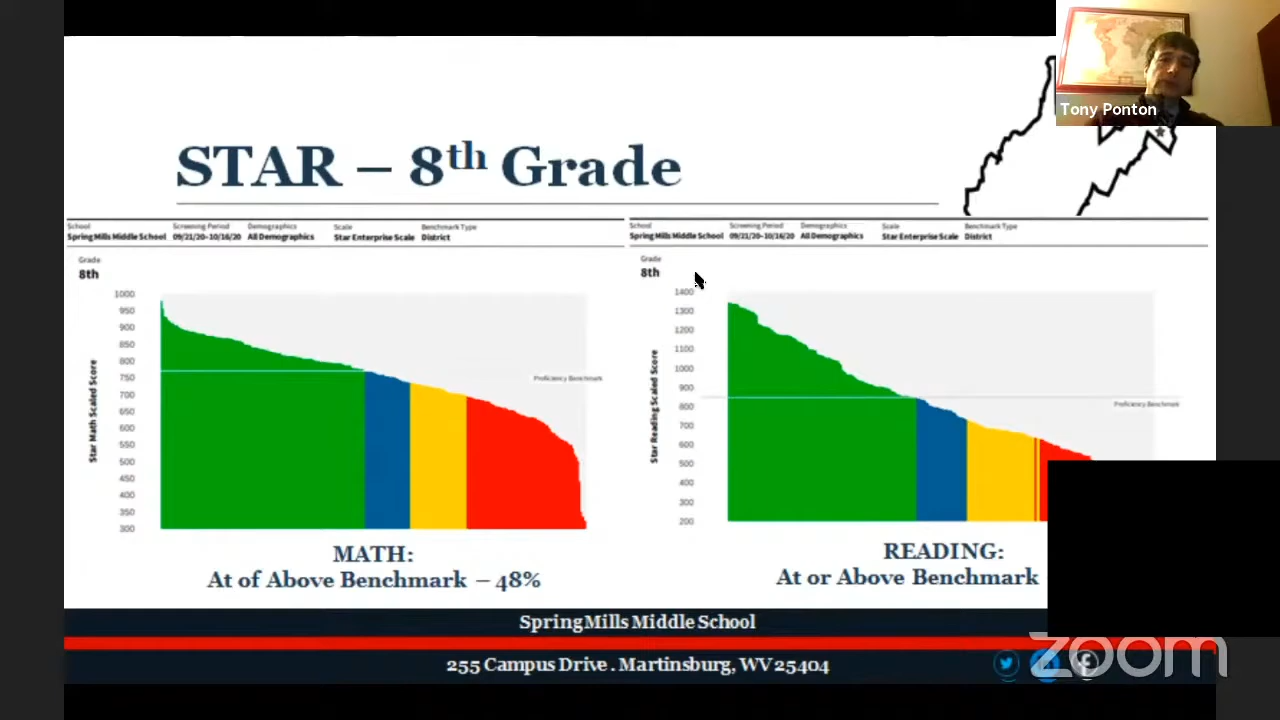 Tony Ponton
STAR – 8th Grade
School Screening Period Demographics Scale Benchmark Type
Spring Mills Middle School 09/21/20-10/16/20 All Demographics Star Enterprise Scale District
Grade
8th
1000
950
900
850
800
750
700
650
600
550
500
450
400
350
300
Star Math Scaled Score
Proficiency Benchmark
MATH:
At of Above Benchmark – 48%
School Screening Period Demographics Scale Benchmark Type
Spring Mills Middle School 09/21/20-10/16/20 All Demographics Star Enterprise Scale District
Grade
8th
1400
1300
1200
1100
1000
900
800
700
600
500
400
300
200
Star Reading Scaled Score
Proficiency Benchmark
READING:
At or Above Benchmark
Spring Mills Middle School
255 Campus Drive . Martinsburg, WV 25404
zoom